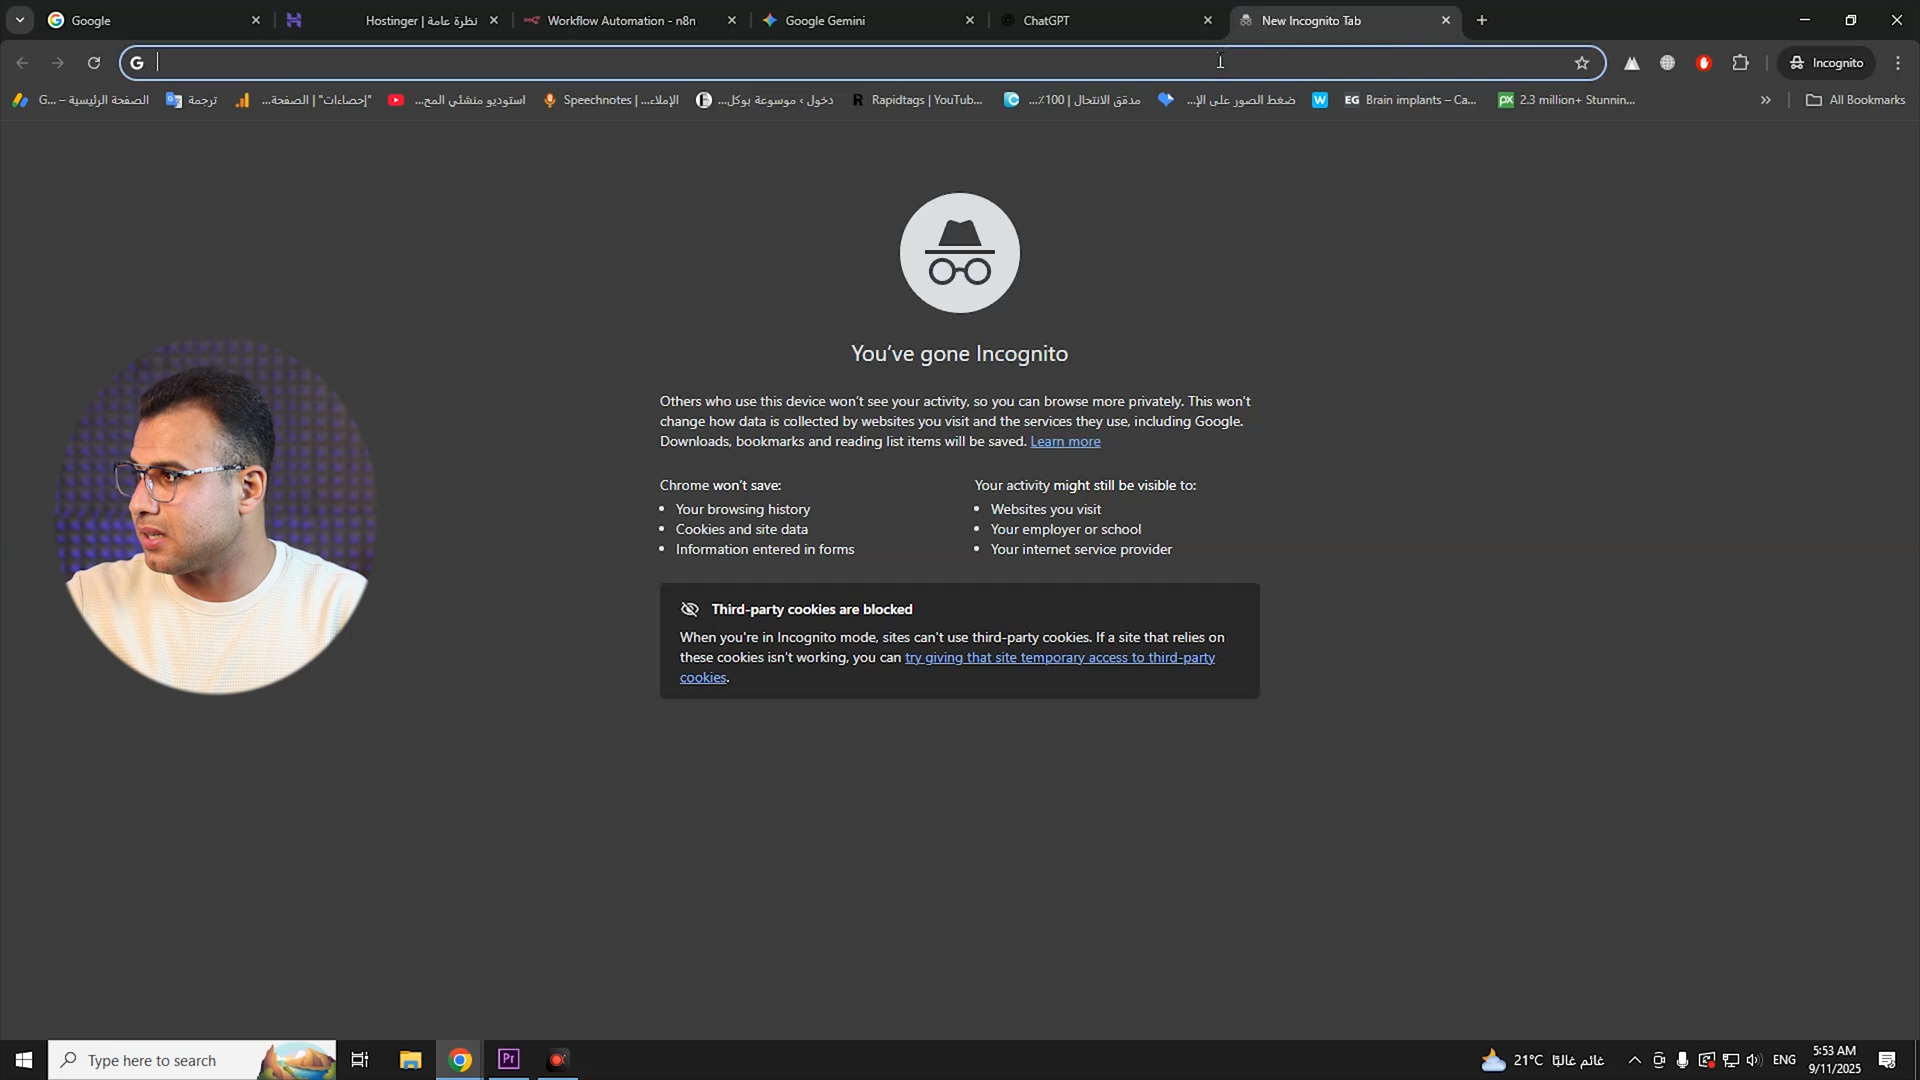 Google
Hostinger | نظرة عامة
Workflow Automation - n8n
Google Gemini
ChatGPT
New Incognito Tab
Incognito
G... – الصفحة الرئيسية
ترجمة
إحصاءات" | الصفحة..."
استوديو منشئي المح...
Speechnotes | الإملاء...
دخول ‹ موسوعة بوكل...
Rapidtags | YouTub...
مدقق الانتحال | 100٪...
ضغط الصور على الإ...
EG Brain implants – Ca...
px 2.3 million+ Stunnin...
All Bookmarks
You've gone Incognito
Others who use this device won't see your activity, so you can browse more privately. This won't
change how data is collected by websites you visit and the services they use, including Google.
Downloads, bookmarks and reading list items will be saved. Learn more
Chrome won't save:
Your browsing history
Cookies and site data
Information entered in forms
Your activity might still be visible to:
Websites you visit
Your employer or school
Your internet service provider
Third-party cookies are blocked
When you're in Incognito mode, sites can't use third-party cookies. If a site that relies on
these cookies isn't working, you can try giving that site temporary access to third-party
cookies.
Type here to search
Pr
21°C غائم غالبًا
ENG
5:53 AM
9/11/2025